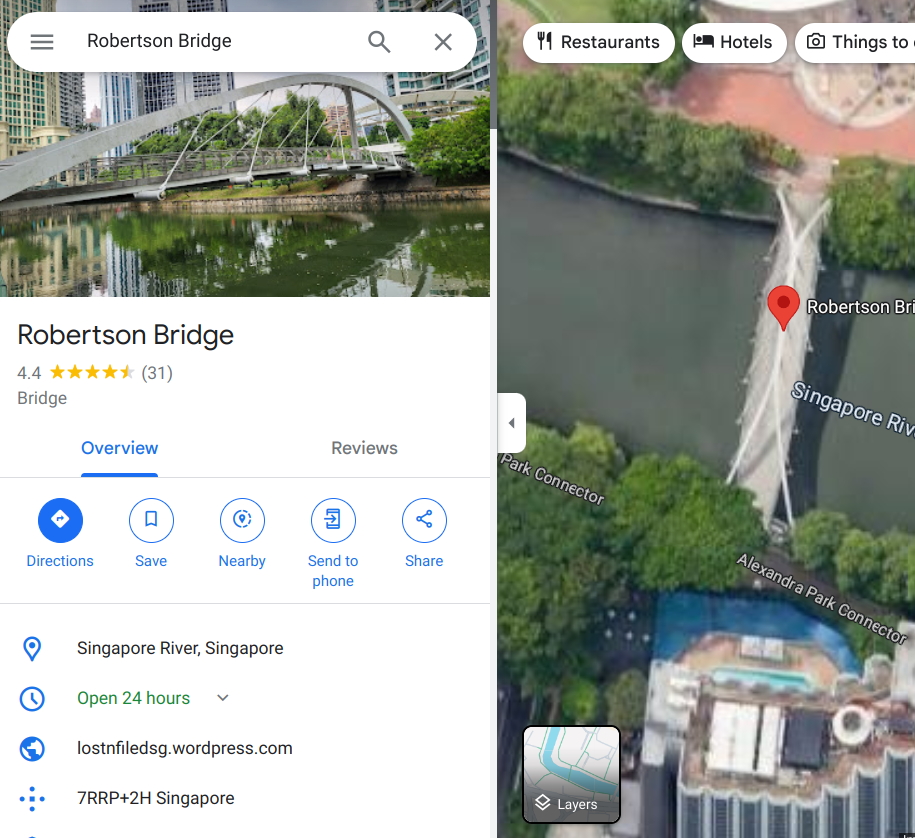 Robertson Bridge
Restaurants
Hotels
Things to
Robertson Bridge
4.4 (31)
Bridge
Overview
Reviews
Directions
Save
Nearby
Send to
phone
Share
Singapore River, Singapore
Open 24 hours
lostnfiledsg.wordpress.com
7RRP+2H Singapore
Robertson Bri
Singapore Riv
Park Connector
Alexandra Park Connector
Layers